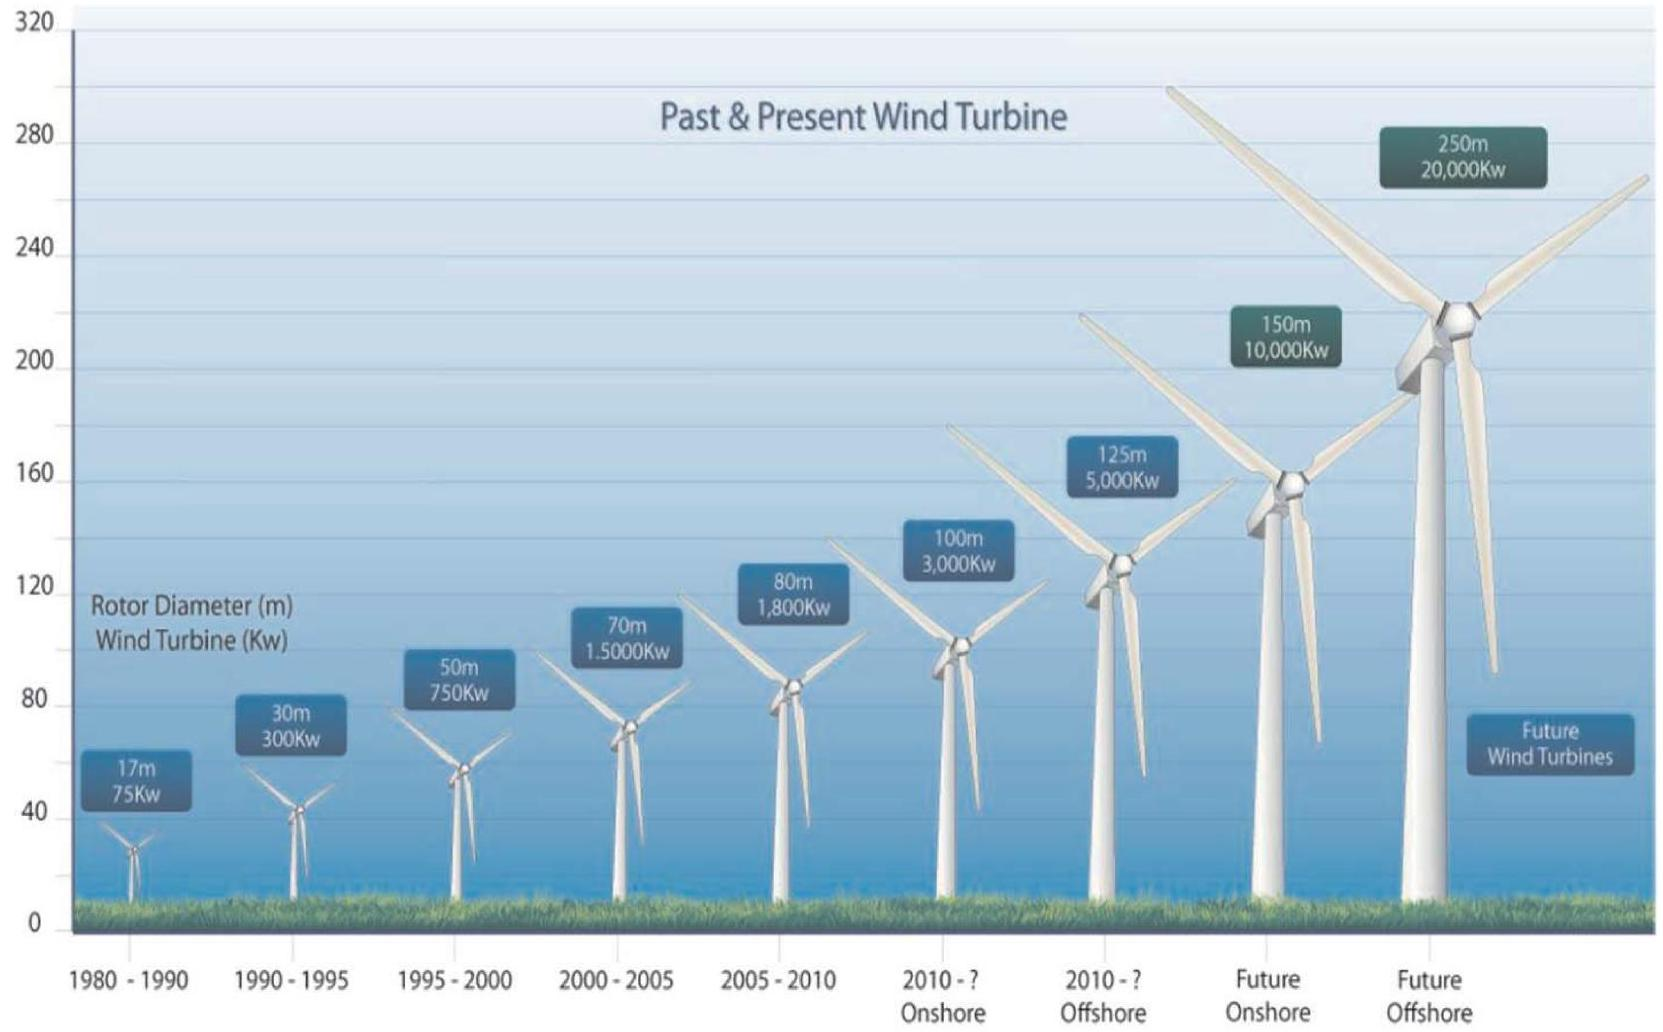 Past & Present Wind Turbine
320
280
240
200
160
120
80
40
0
Rotor Diameter (m)
Wind Turbine (Kw)
17m
75Kw
30m
300Kw
50m
750Kw
70m
1.5000Kw
80m
1,800Kw
100m
3,000Kw
125m
5,000Kw
150m
10,000Kw
250m
20,000Kw
Future
Wind Turbines
1980 - 1990
1990 - 1995
1995 - 2000
2000 - 2005
2005 - 2010
2010 - ?
Onshore
2010 - ?
Offshore
Future
Onshore
Future
Offshore